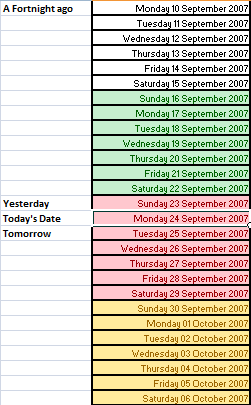 A Fortnight ago Monday 10 September 2007
Tuesday 11 September 2007
Wednesday 12 September 2007
Thursday 13 September 2007
Friday 14 September 2007
Saturday 15 September 2007
Sunday 16 September 2007
Monday 17 September 2007
Tuesday 18 September 2007
Wednesday 19 September 2007
Thursday 20 September 2007
Friday 21 September 2007
Saturday 22 September 2007
Yesterday Sunday 23 September 2007
Today's Date Monday 24 September 2007
Tomorrow Tuesday 25 September 2007
Wednesday 26 September 2007
Thursday 27 September 2007
Friday 28 September 2007
Saturday 29 September 2007
Sunday 30 September 2007
Monday 01 October 2007
Tuesday 02 October 2007
Wednesday 03 October 2007
Thursday 04 October 2007
Friday 05 October 2007
Saturday 06 October 2007